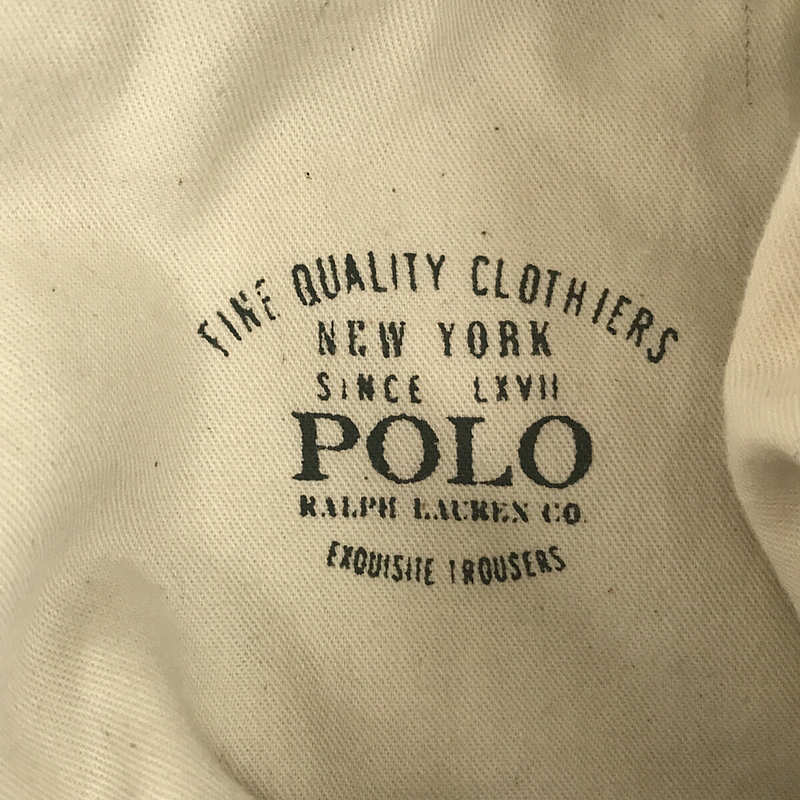 FINE QUALITY CLOTHIERS
NEW YORK
SINCE LXVII
POLO
RALPH LAUREN CO.
EXQUISITE TROUSERS